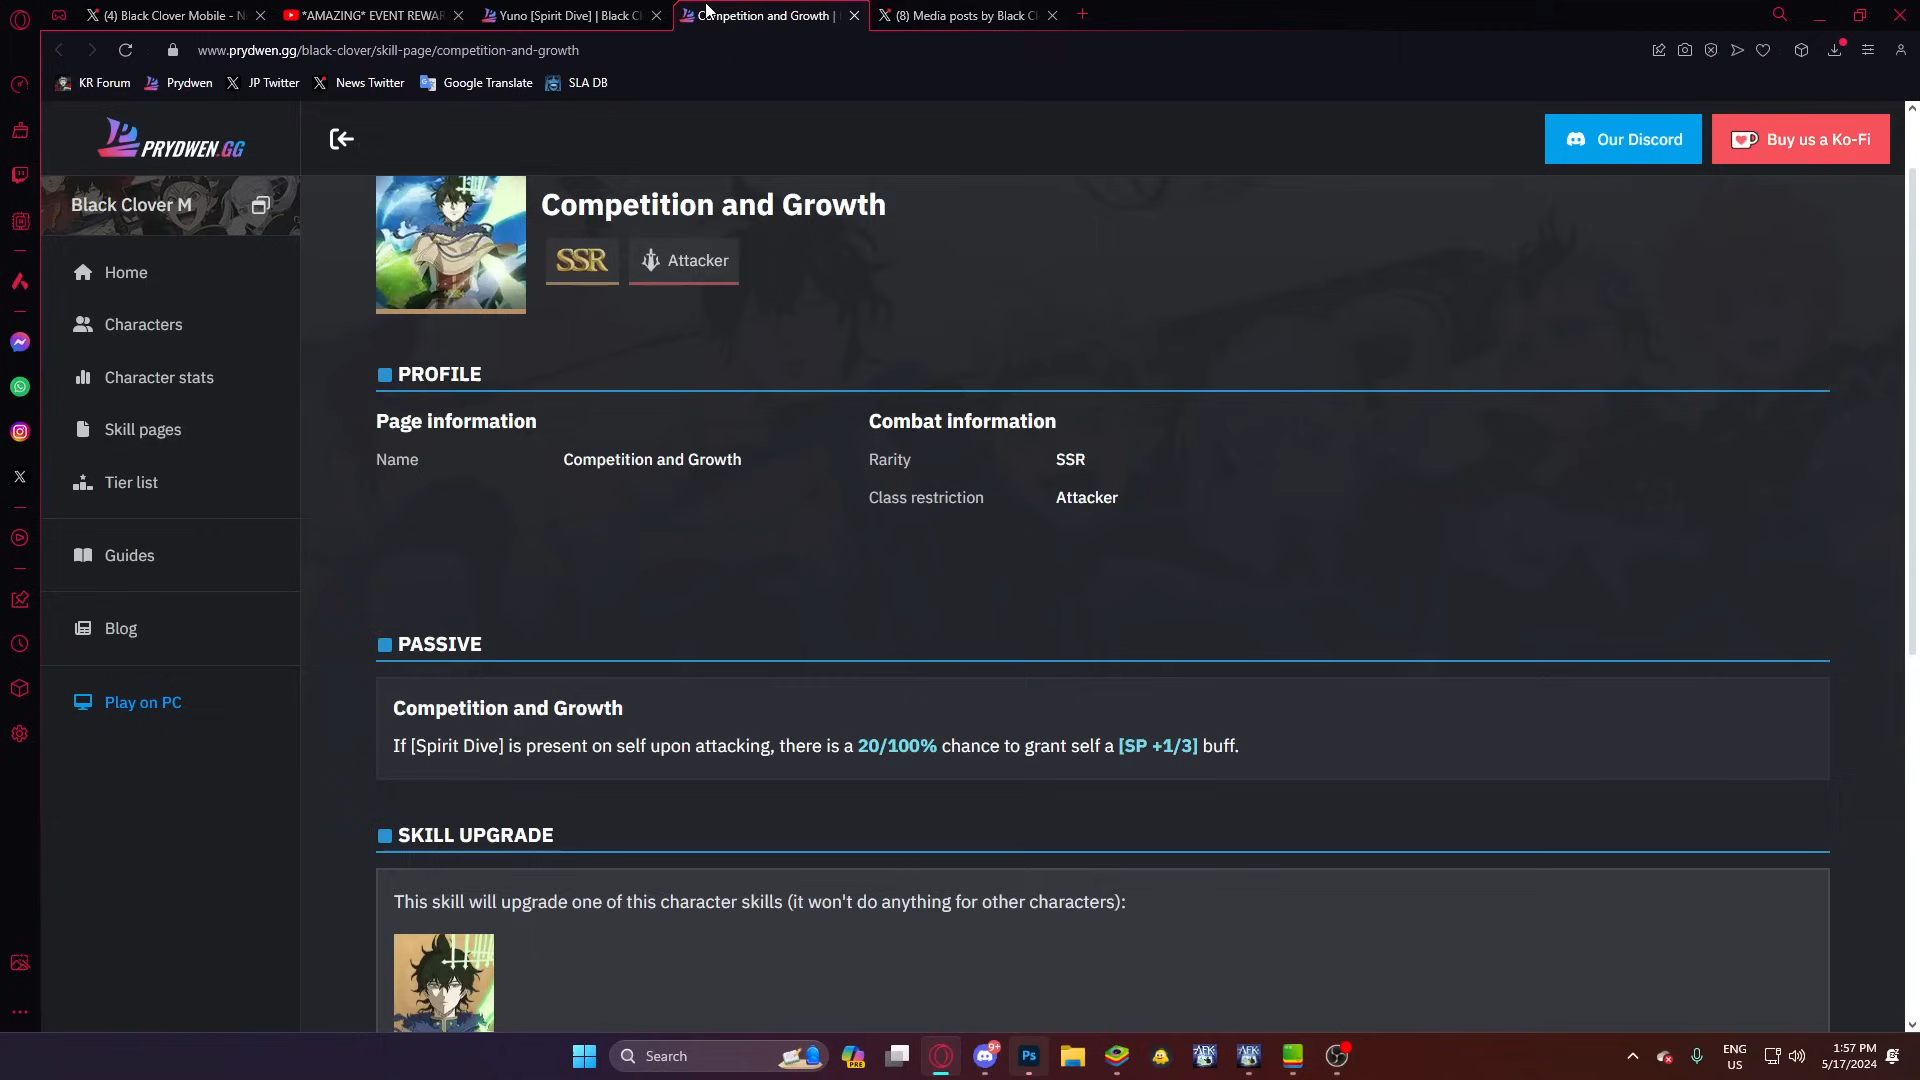 (4) Black Clover Mobile - N
*AMAZING* EVENT REWAR
Yuno [Spirit Dive] | Black C
Competition and Growth |
(8) Media posts by Black C
www.prydwen.gg/black-clover/skill-page/competition-and-growth
KR Forum
Prydwen
JP Twitter
News Twitter
Google Translate
SLA DB
PRYDWEN.GG
Our Discord
Buy us a Ko-Fi
Black Clover M
Home
Characters
Character stats
Skill pages
Tier list
Guides
Blog
Play on PC
Competition and Growth
SSR
Attacker
PROFILE
Page information
Combat information
Name
Competition and Growth
Rarity
SSR
Class restriction
Attacker
PASSIVE
Competition and Growth
If [Spirit Dive] is present on self upon attacking, there is a 20/100% chance to grant self a [SP +1/3] buff.
SKILL UPGRADE
This skill will upgrade one of this character skills (it won't do anything for other characters):
Search
PRE
9+
Ps
AFK
AFK
ENG
US
1:57 PM
5/17/2024